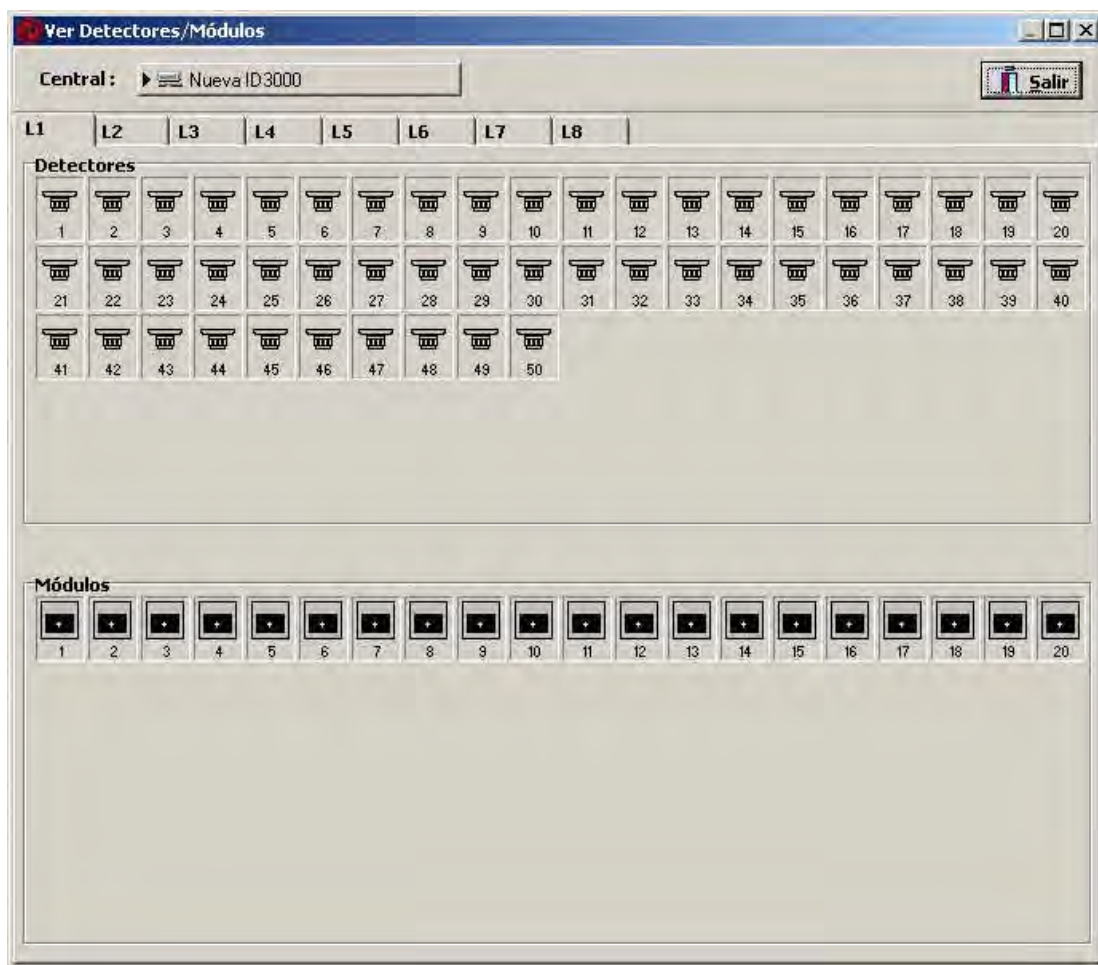 Ver Detectores/Módulos
Central : Nueva ID3000 Salir
L1 L2 L3 L4 L5 L6 L7 L8
Detectores
1 2 3 4 5 6 7 8 9 10 11 12 13 14 15 16 17 18 19 20
21 22 23 24 25 26 27 28 29 30 31 32 33 34 35 36 37 38 39 40
41 42 43 44 45 46 47 48 49 50
Módulos
1 2 3 4 5 6 7 8 9 10 11 12 13 14 15 16 17 18 19 20